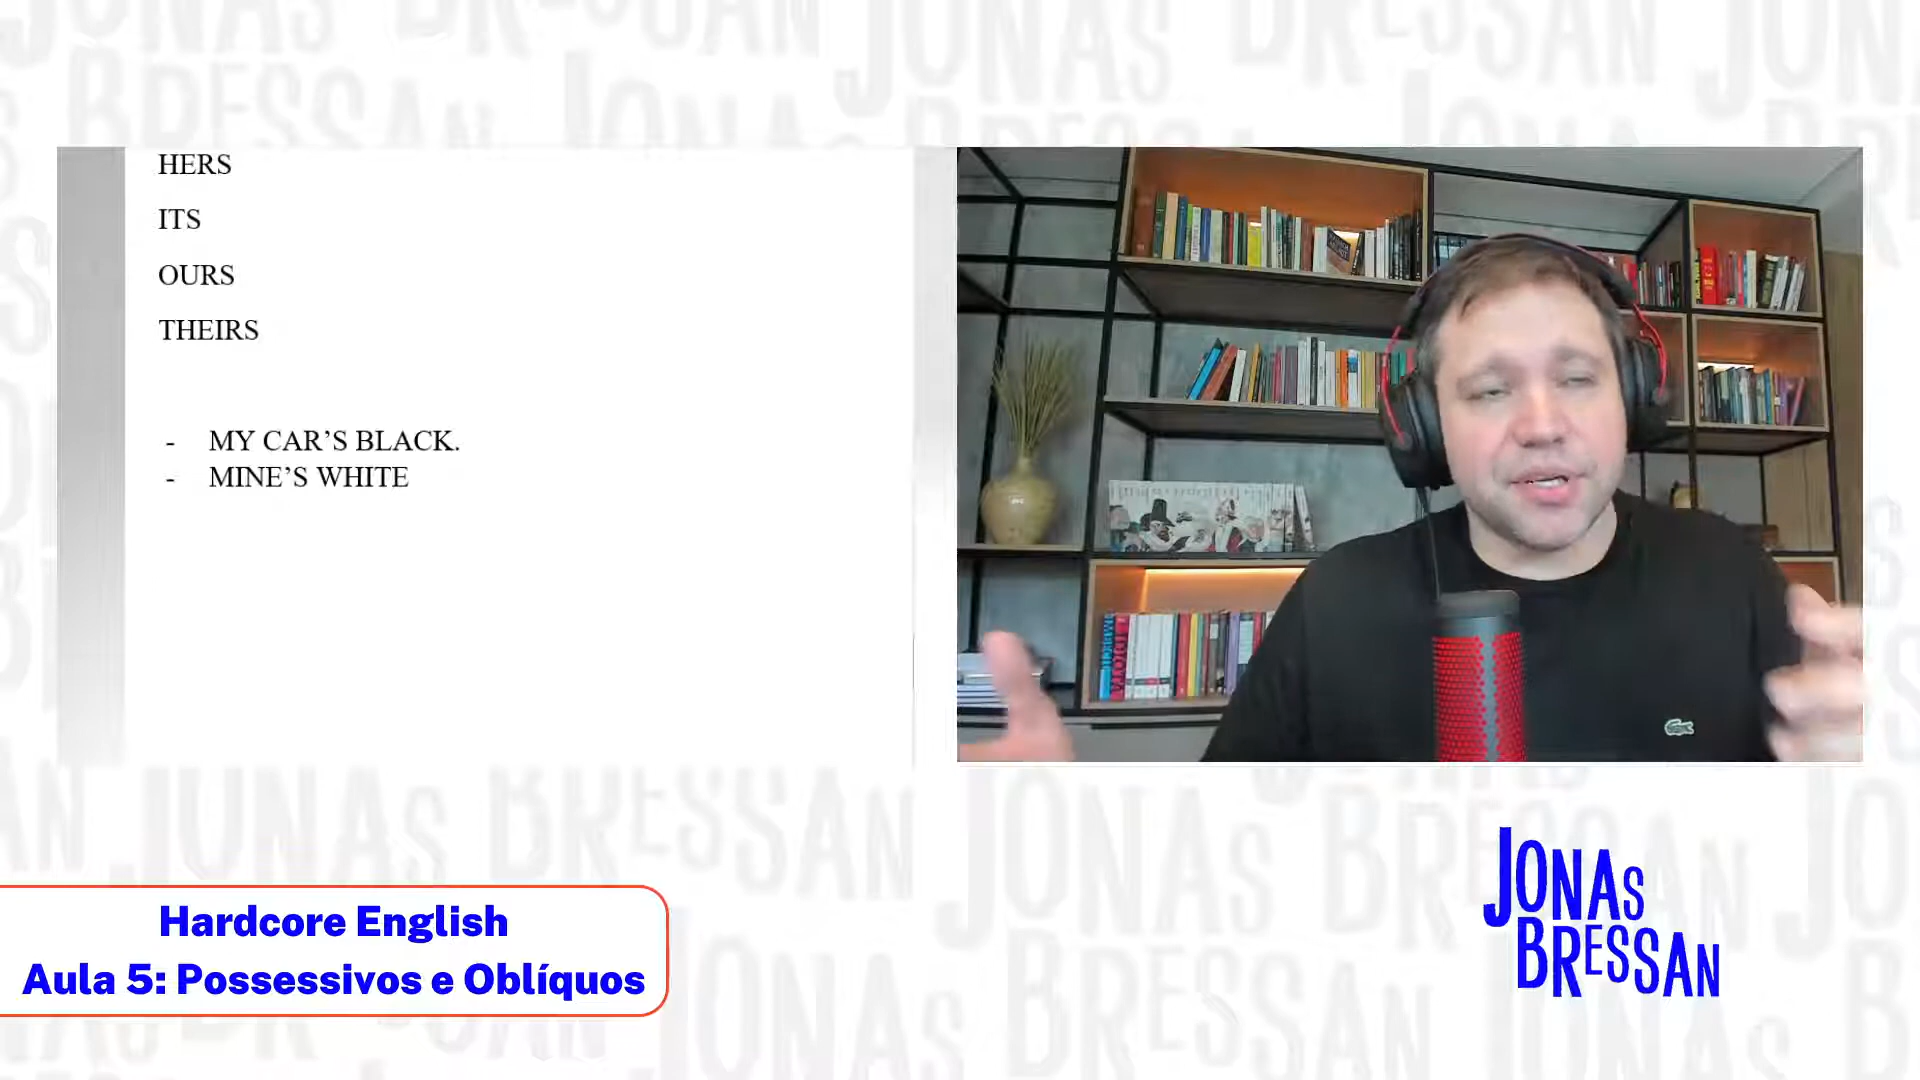 HERS
ITS
OURS
THEIRS
- MY CAR’S BLACK.
- MINE’S WHITE
Hardcore English
Aula 5: Possessivos e Oblíquos
JONAS
BRESSAN